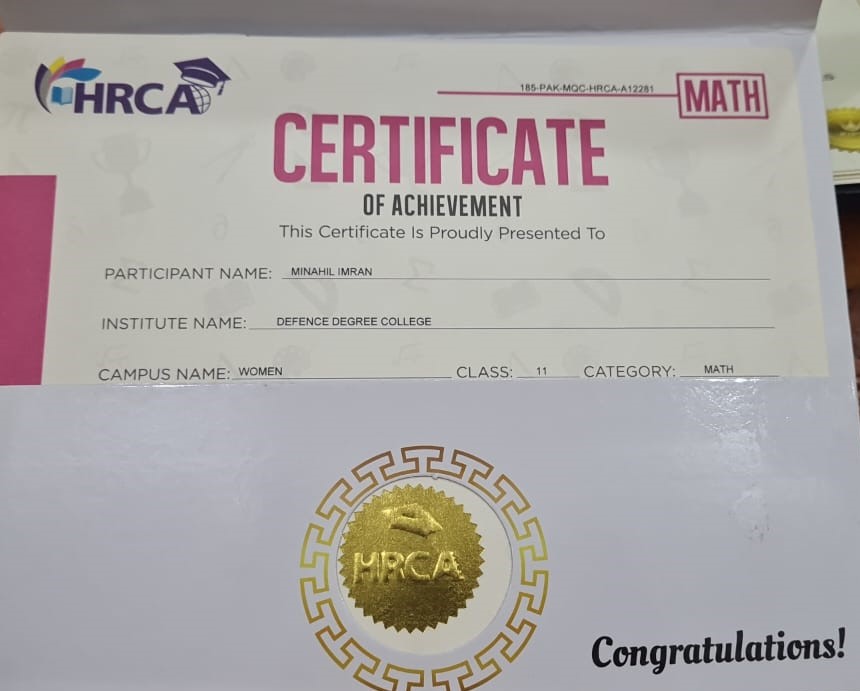 HRCA
185-PAK-MQC-HRCA-A12281
MATH
CERTIFICATE
OF ACHIEVEMENT
This Certificate Is Proudly Presented To
PARTICIPANT NAME: MINAHIL IMRAN
INSTITUTE NAME: DEFENCE DEGREE COLLEGE
CAMPUS NAME: WOMEN CLASS: 11 CATEGORY: MATH
HRCA
Congratulations!